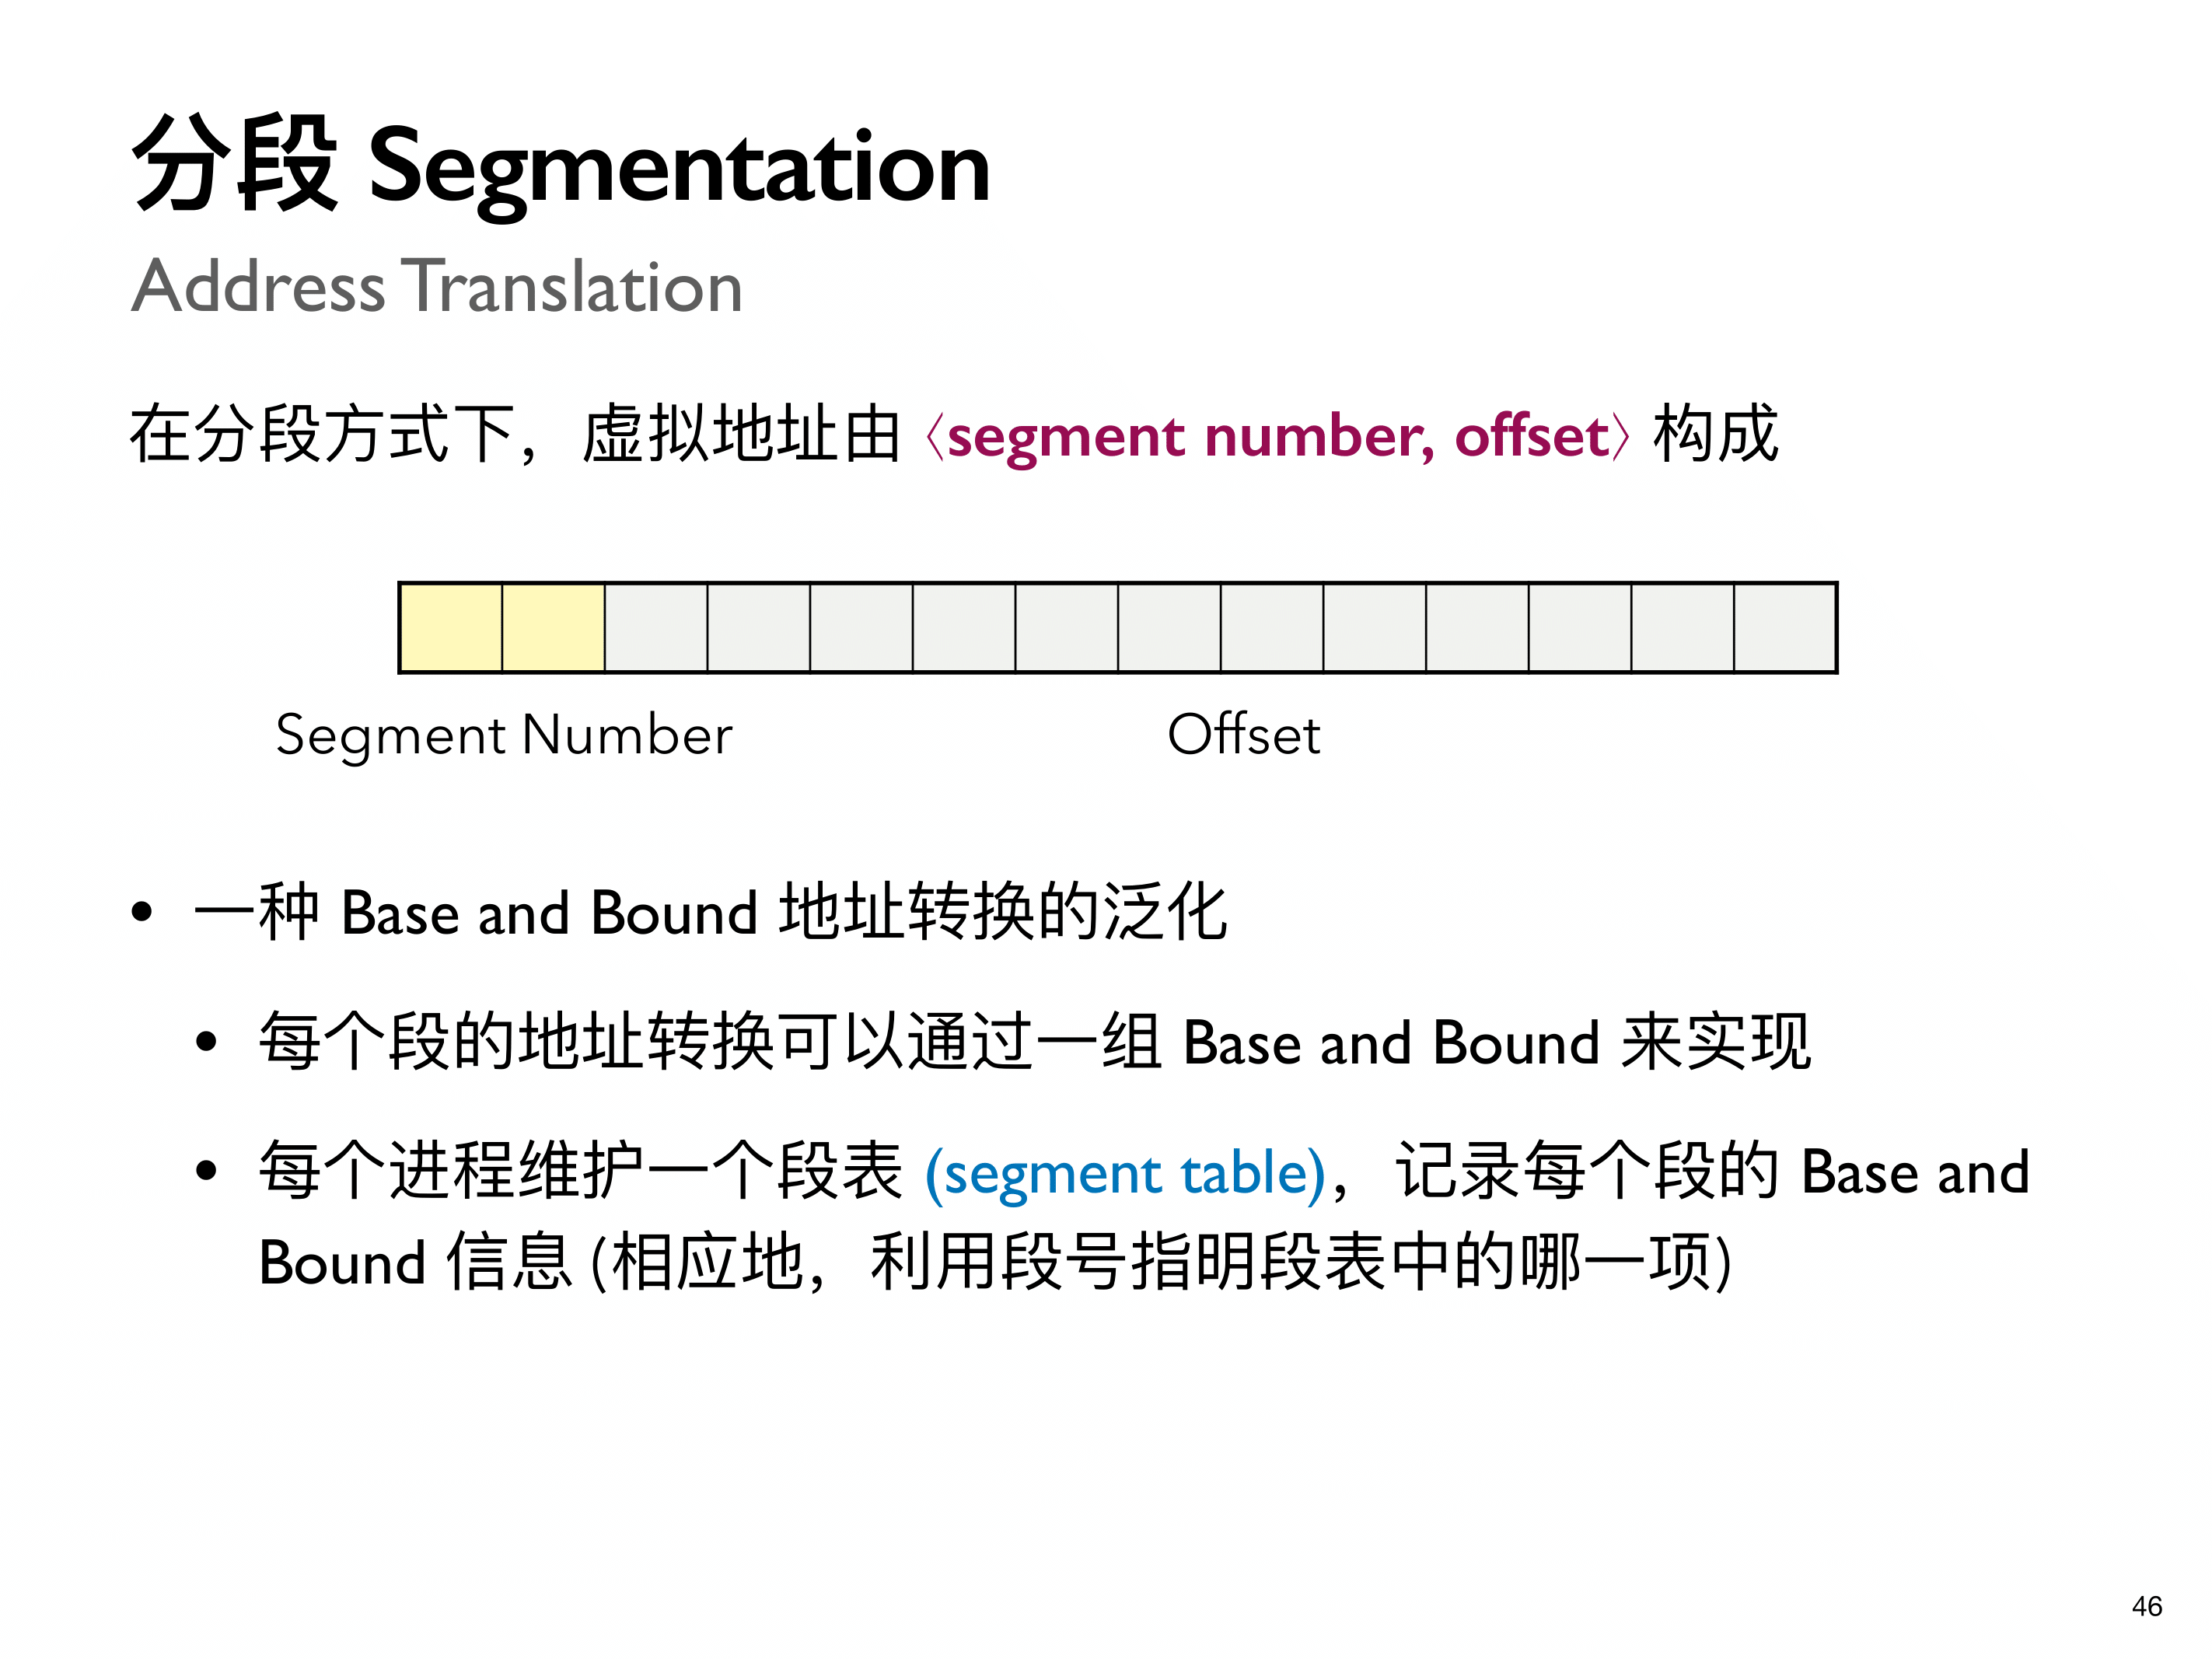 分段 Segmentation
Address Translation
在分段方式下，虚拟地址由〈segment number, offset〉构成
Segment Number
Offset
• 一种 Base and Bound 地址转换的泛化
• 每个段的地址转换可以通过一组 Base and Bound 来实现
• 每个进程维护一个段表 (segment table)，记录每个段的 Base and
Bound 信息 (相应地，利用段号指明段表中的哪一项)
46